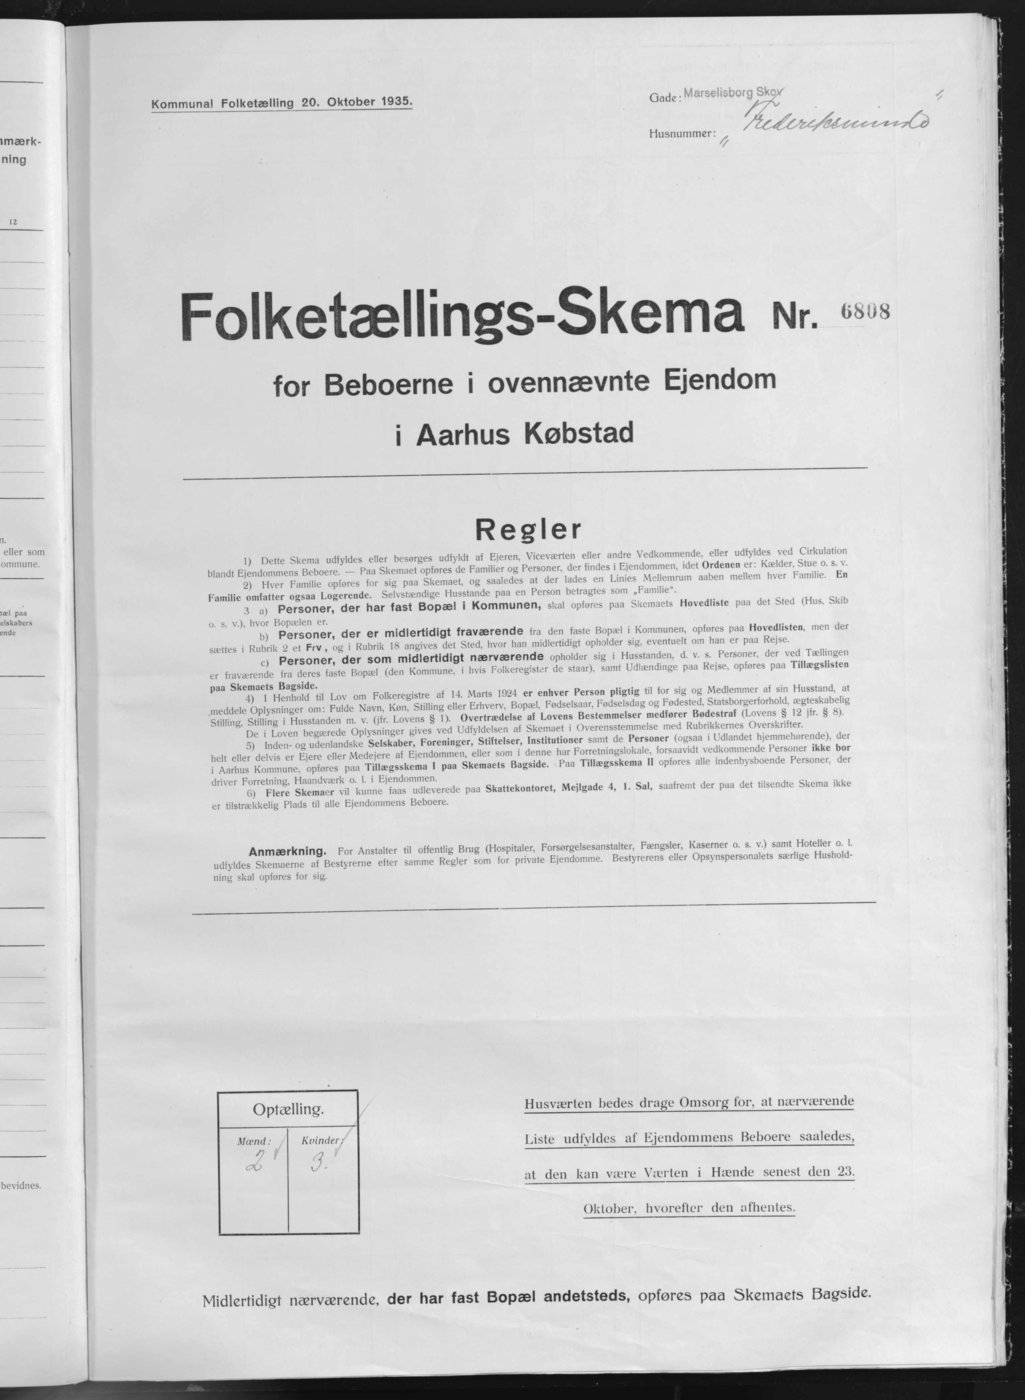 Kommunal Folketælling 20. Oktober 1935.
Gade: Marselisborg Skov
"Frederiksminde"
Husnummer:
Folketællings-Skema Nr. 6808
for Beboerne i ovennævnte Ejendom
i Aarhus Købstad
Regler
1) Dette Skema udfyldes eller besørges udfyldt af Ejeren, Viceværten eller andre Vedkommende, eller udfyldes ved Cirkulation
blandt Ejendommens Beboere. — Paa Skemaet opføres de Familier og Personer, der findes i Ejendommen, idet Ordenen er: Kælder, Stue o. s. v.
2) Hver Familie opføres for sig paa Skemaet, og saaledes at der lades en Linies Mellemrum aaben mellem hver Familie. En
Familie omfatter ogsaa Logerende. Selvstændige Husstande paa en Person betragtes som „Familie".
3 a) Personer, der har fast Bopæl i Kommunen, skal opføres paa Skemaets Hovedliste paa det Sted (Hus, Skib
o. s. v.), hvor Bopælen er.
b) Personer, der er midlertidigt fraværende fra den faste Bopæl i Kommunen, opføres paa Hovedlisten, men der
sættes i Rubrik 2 et Frv, og i Rubrik 18 angives det Sted, hvor han midlertidigt opholder sig, eventuelt om han er paa Rejse.
c) Personer, der som midlertidigt nærværende opholder sig i Husstanden, d. v. s. Personer, der ved Tællingen
er fraværende fra deres faste Bopæl (den Kommune, i hvis Folkeregister de staar), samt Udlændinge paa Rejse, opføres paa Tillægslisten
paa Skemaets Bagside.
4) I Henhold til Lov om Folkeregistre af 14. Marts 1924 er enhver Person pligtig til for sig og Medlemmer af sin Husstand, at
meddele Oplysninger om: Fulde Navn, Køn, Stilling eller Erhverv, Bopæl, Fødselsaar, Fødselsdag og Fødested, Statsborgerforhold, ægteskabelig
Stilling, Stilling i Husstanden m. v. (jfr. Lovens § 1). Overtrædelse af Lovens Bestemmelser medfører Bødestraf (Lovens § 12 jfr. § 8).
De i Loven begærede Oplysninger gives ved Udfyldelsen af Skemaet i Overensstemmelse med Rubrikkernes Overskrifter.
5) Inden- og udenlandske Selskaber, Foreninger, Stiftelser, Institutioner samt de Personer (ogsaa i Udlandet hjemmehørende), der
helt eller delvis er Ejere eller Medejere af Ejendommen, eller som i denne har Forretningslokale, forsaavidt vedkommende Personer ikke bor
i Aarhus Kommune, opføres paa Tillægsskema I paa Skemaets Bagside. Paa Tillægsskema II opføres alle indenbysboende Personer, der
driver Forretning, Haandværk o. l. i Ejendommen.
6) Flere Skemaer vil kunne faas udleverede paa Skattekontoret, Mejlgade 4, 1. Sal, saafremt der paa det tilsendte Skema ikke
er tilstrækkelig Plads til alle Ejendommens Beboere.
Anmærkning. For Anstalter til offentlig Brug (Hospitaler, Forsørgelsesanstalter, Fængsler, Kaserner o. s. v.) samt Hoteller o. l.
udfyldes Skemaerne af Bestyrerne efter samme Regler som for private Ejendomme. Bestyrerens eller Opsynspersonalets særlige Hushold-
ning skal opføres for sig.
Optælling.
Mænd: Kvinder:
2 3.
Husværten bedes drage Omsorg for, at nærværende
Liste udfyldes af Ejendommens Beboere saaledes,
at den kan være Værten i Hænde senest den 23.
Oktober, hvorefter den afhentes.
Midlertidigt nærværende, der har fast Bopæl andetsteds, opføres paa Skemaets Bagside.
ning
12
eller som
bevidnes.